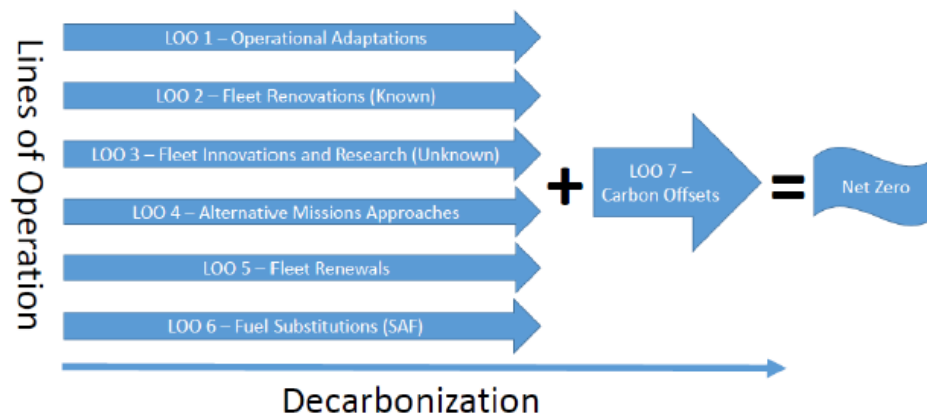 Lines of Operation
LOO 1 – Operational Adaptations
LOO 2 – Fleet Renovations (Known)
LOO 3 – Fleet Innovations and Research (Unknown)
LOO 4 – Alternative Missions Approaches
LOO 5 – Fleet Renewals
LOO 6 – Fuel Substitutions (SAF)
+
LOO 7 –
Carbon Offsets
=
Net Zero
Decarbonization